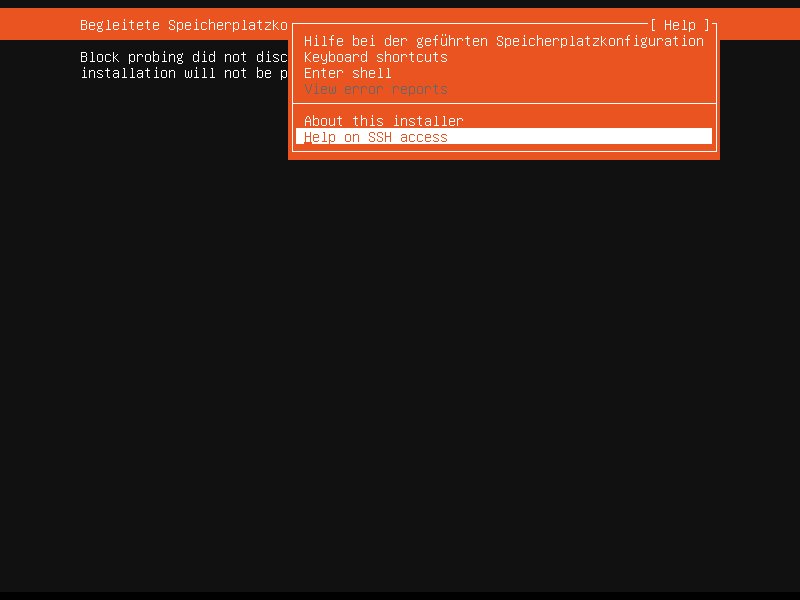 Begleitete Speicherplatzko
[ Help ]
Hilfe bei der geführten Speicherplatzkonfiguration
Block probing did not disc
Keyboard shortcuts
installation will not be p
Enter shell
View error reports
About this installer
Help on SSH access